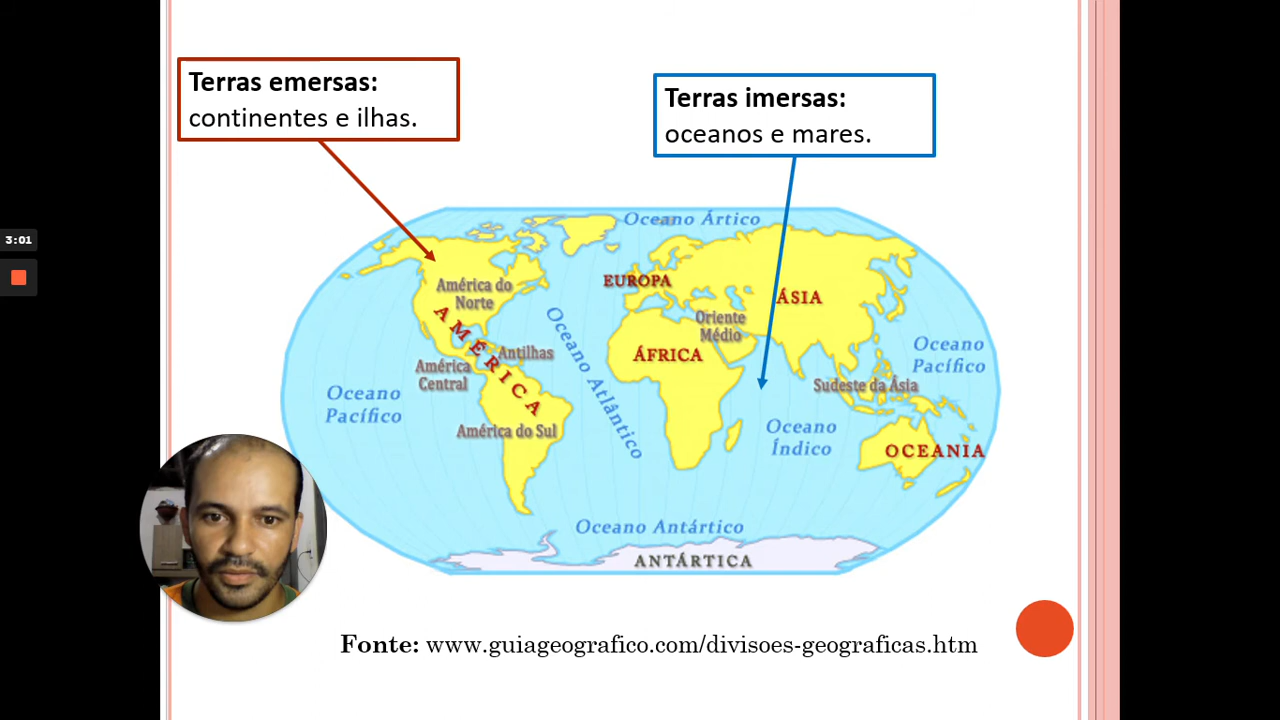 Terras emersas:
continentes e ilhas.
Terras imersas:
oceanos e mares.
3:01
Oceano Ártico
América do
Norte
EUROPA
ÁSIA
Oriente
Médio
AMÉRICA
Antilhas
América
Central
Oceano Atlântico
ÁFRICA
Oceano
Pacífico
Sudeste da Ásia
Oceano
Pacífico
América do Sul
Oceano
Índico
OCEANIA
Oceano Antártico
ANTÁRTICA
Fonte: www.guiageografico.com/divisoes-geograficas.htm